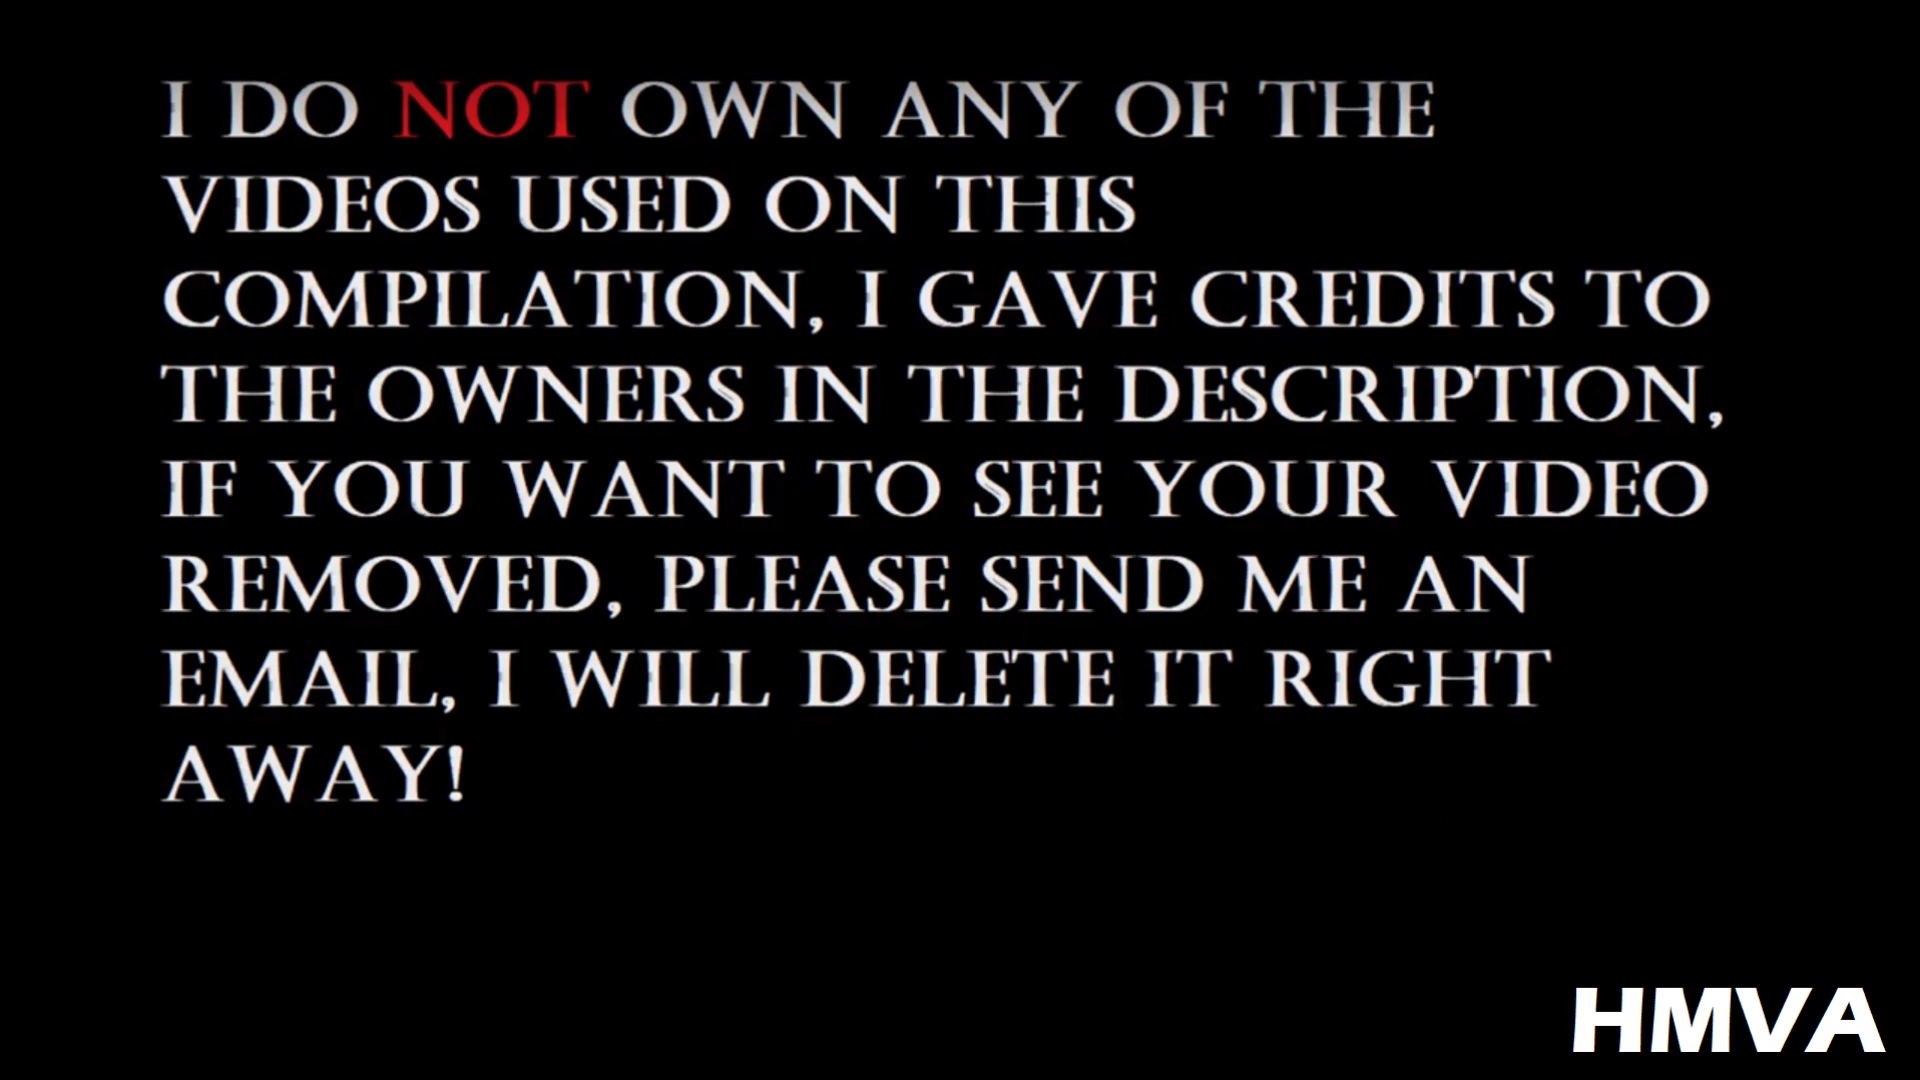 I DO NOT OWN ANY OF THE
VIDEOS USED ON THIS
COMPILATION, I GAVE CREDITS TO
THE OWNERS IN THE DESCRIPTION,
IF YOU WANT TO SEE YOUR VIDEO
REMOVED, PLEASE SEND ME AN
EMAIL, I WILL DELETE IT RIGHT
AWAY!
HMVA